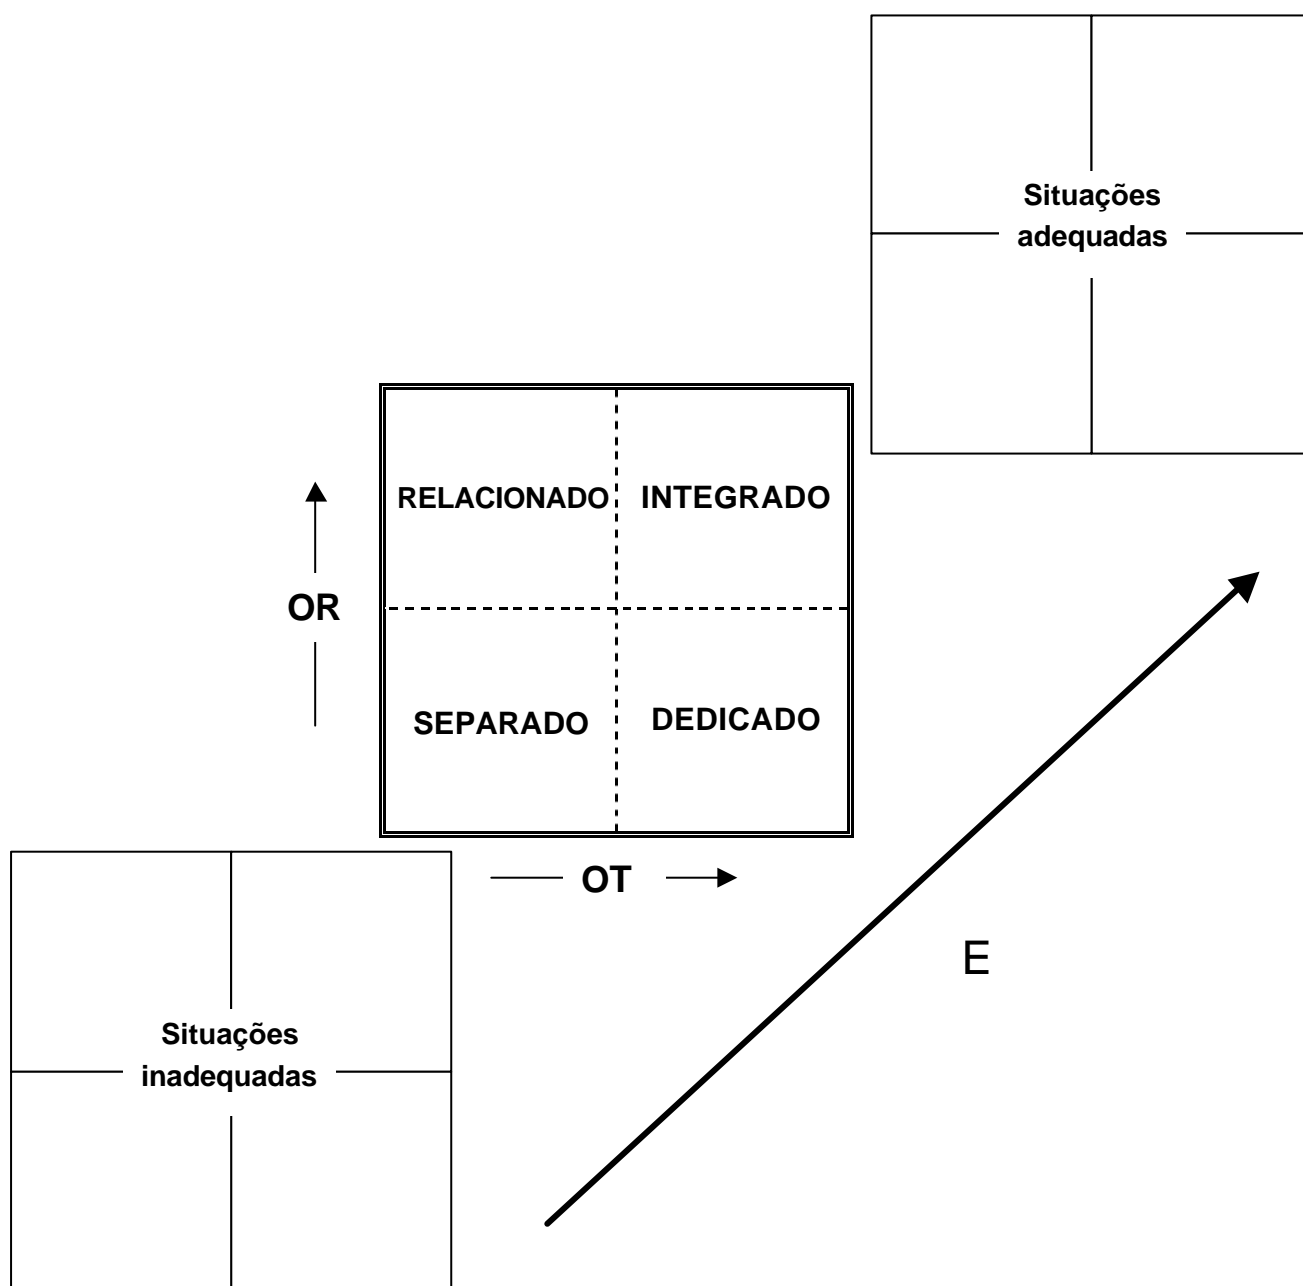 Situações
adequadas
RELACIONADO
INTEGRADO
OR
SEPARADO
DEDICADO
OT
E
Situações
inadequadas